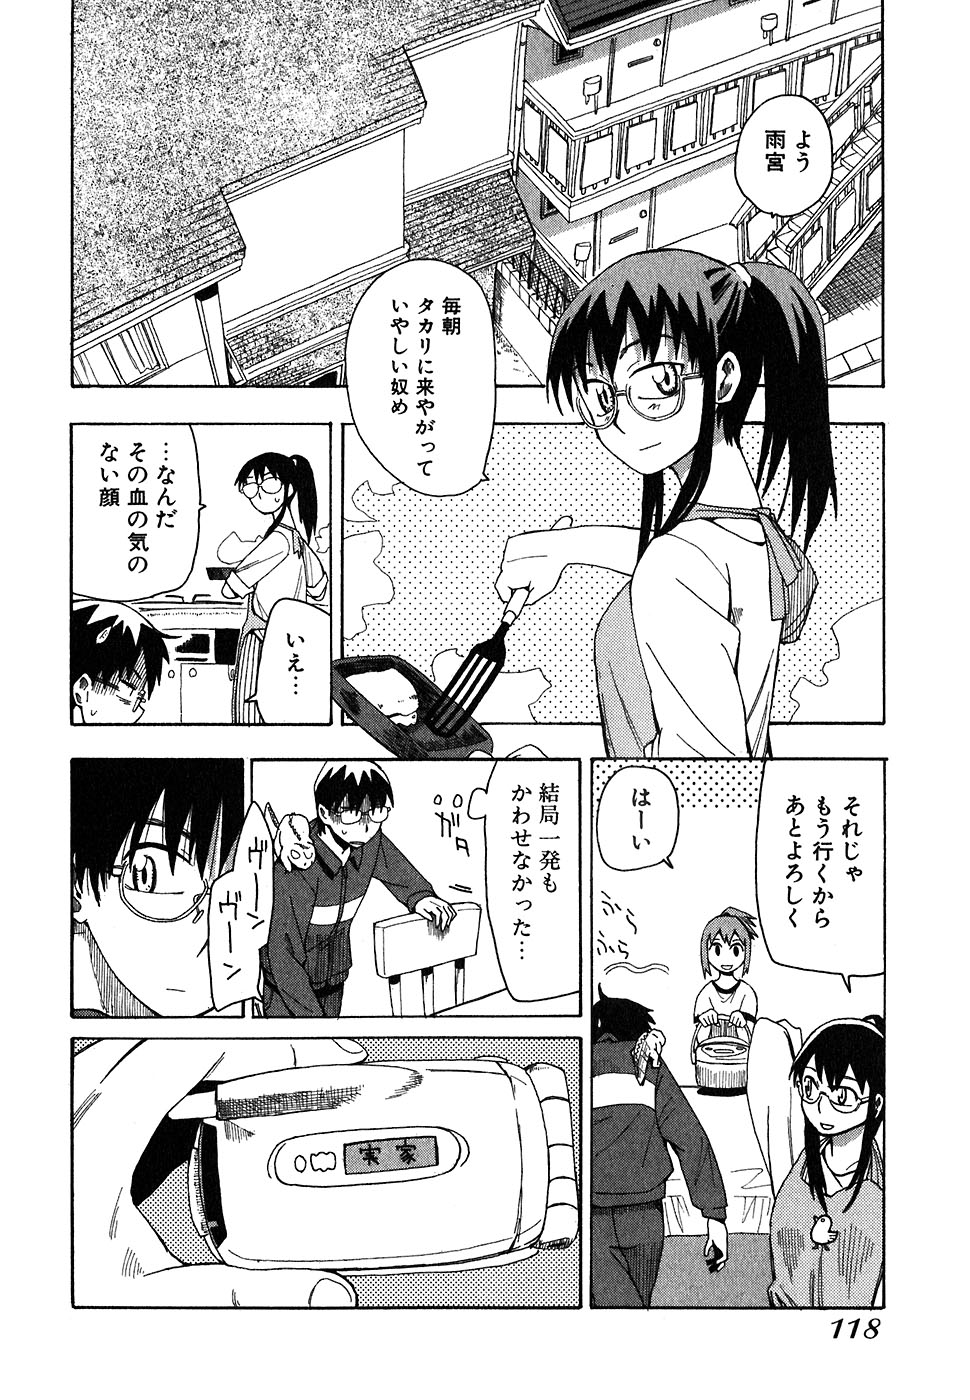 よう
雨宮
毎朝
タカリに来やがって
いやしい奴め
…なんだ
その血の気の
ない顔
いえ…
それじゃ
もう行くから
あとよろしく
はーい
ふら
ふら
結局一発も
かわせなかった…
ガタ
ヴーン
ヴーン
実家
118